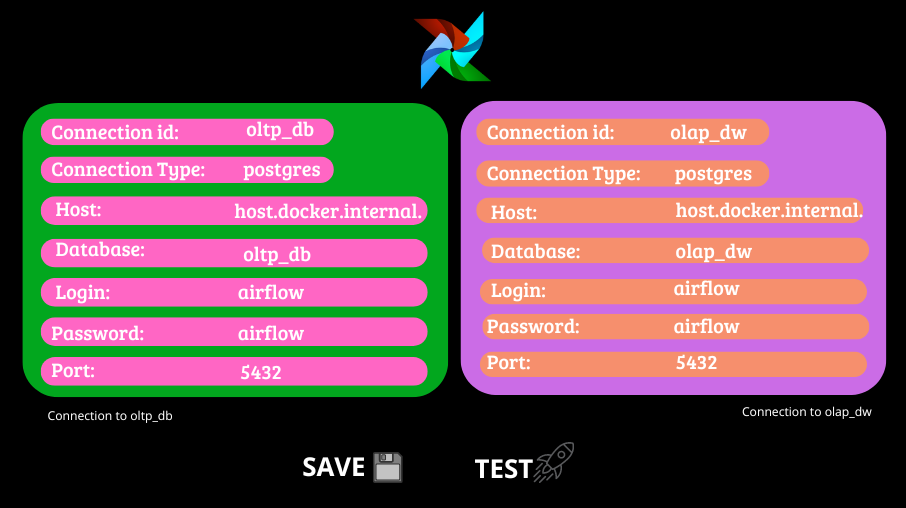 Connection id: oltp_db
Connection Type: postgres
Host: host.docker.internal.
Database: oltp_db
Login: airflow
Password: airflow
Port: 5432
Connection to oltp_db
Connection id: olap_dw
Connection Type: postgres
Host: host.docker.internal.
Database: olap_dw
Login: airflow
Password: airflow
Port: 5432
Connection to olap_dw
SAVE
TEST